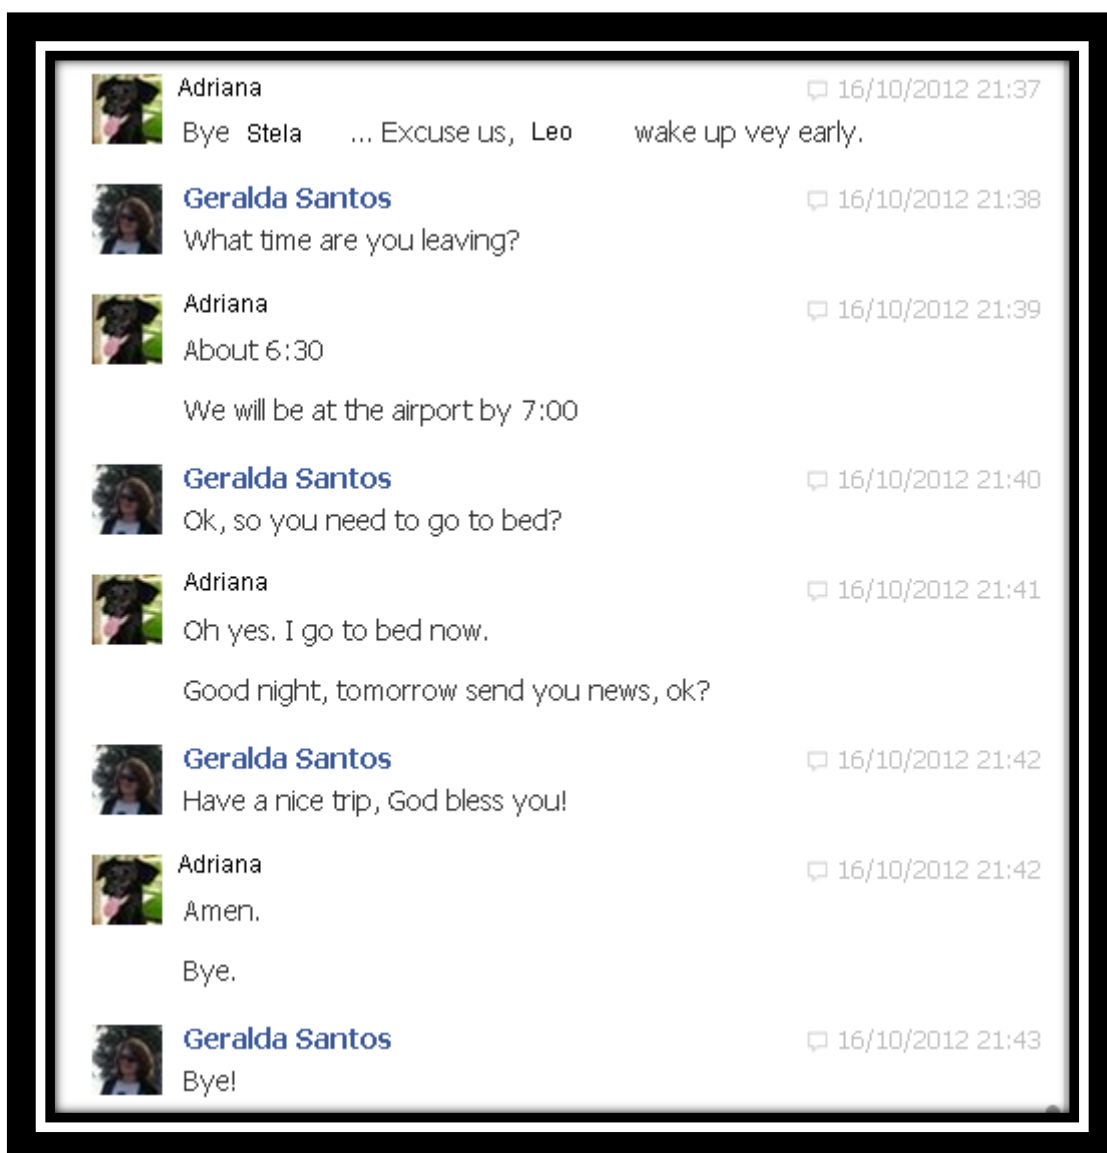 Adriana 16/10/2012 21:37
Bye Stela ... Excuse us, Leo wake up vey early.
Geralda Santos 16/10/2012 21:38
What time are you leaving?
Adriana 16/10/2012 21:39
About 6:30
We will be at the airport by 7:00
Geralda Santos 16/10/2012 21:40
Ok, so you need to go to bed?
Adriana 16/10/2012 21:41
Oh yes. I go to bed now.
Good night, tomorrow send you news, ok?
Geralda Santos 16/10/2012 21:42
Have a nice trip, God bless you!
Adriana 16/10/2012 21:42
Amen.
Bye.
Geralda Santos 16/10/2012 21:43
Bye!